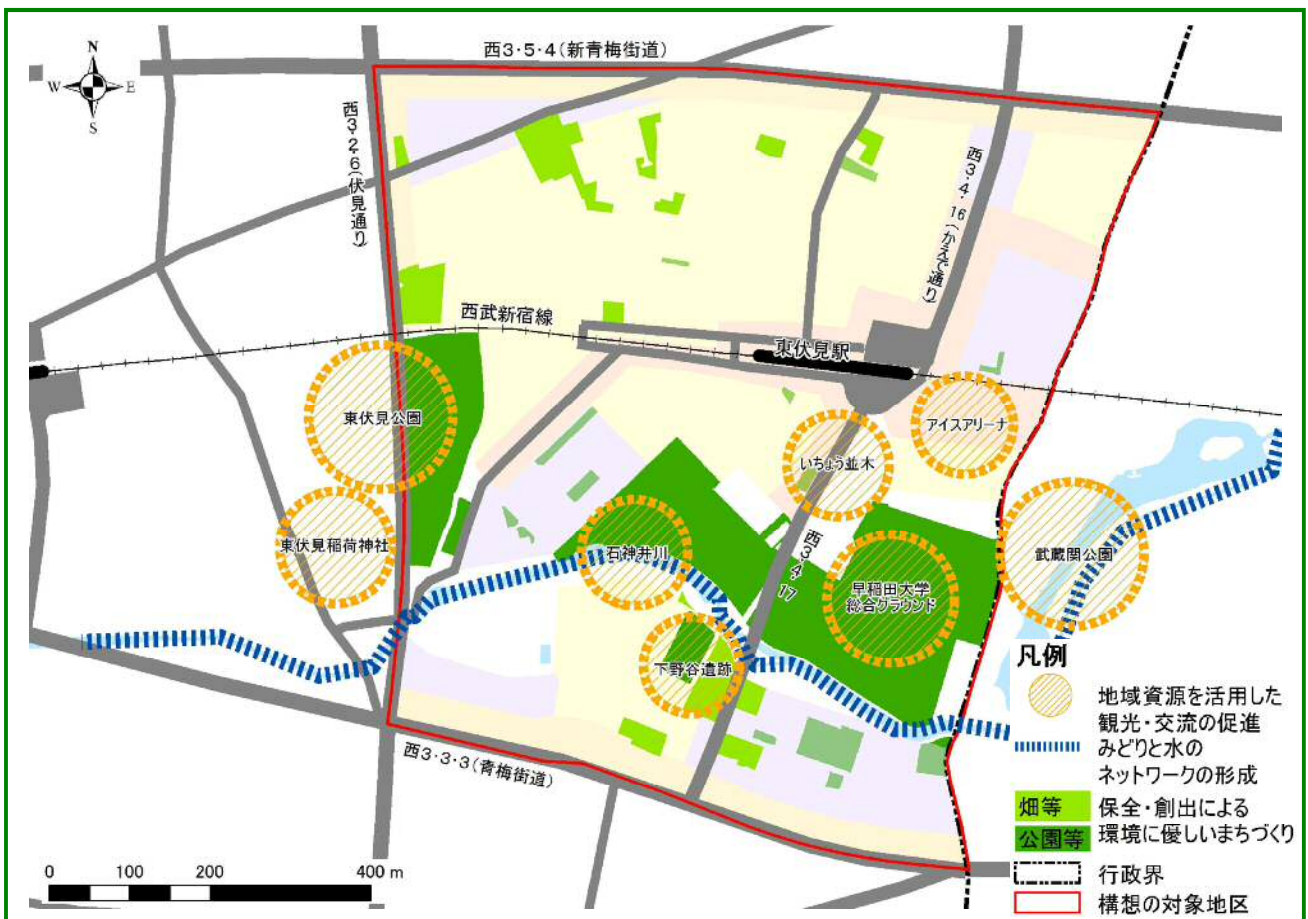 N
W E
S
西3・5・4(新青梅街道)
西3・2・6(伏見通り)
西3・4・16(かえで通り)
西武新宿線
東伏見駅
東伏見公園
アイスアリーナ
いちょう並木
東伏見稲荷神社
石神井川
西3・4・17
早稲田大学
総合グラウンド
武蔵関公園
下野谷遺跡
西3・3・3(青梅街道)
凡例
地域資源を活用した
観光・交流の促進
みどりと水の
ネットワークの形成
畑等 保全・創出による
公園等 環境に優しいまちづくり
行政界
構想の対象地区
0 100 200 400 m